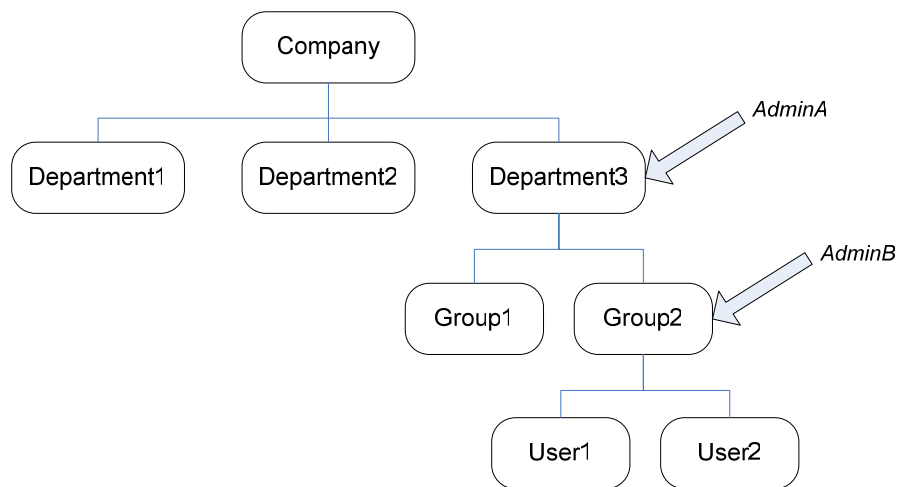 Company
AdminA
Department1
Department2
Department3
AdminB
Group1
Group2
User1
User2